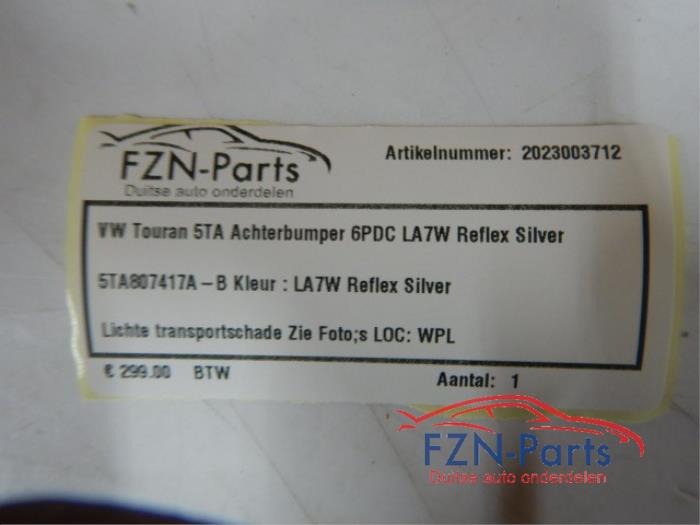 FZN-Parts
Duitse auto onderdelen
Artikelnummer: 2023003712
VW Touran 5TA Achterbumper 6PDC LA7W Reflex Silver
5TA807417A-B Kleur : LA7W Reflex Silver
Lichte transportschade Zie Foto;s LOC: WPL
€ 299.00 BTW
Aantal: 1
FZN-Parts
Duitse auto onderdelen